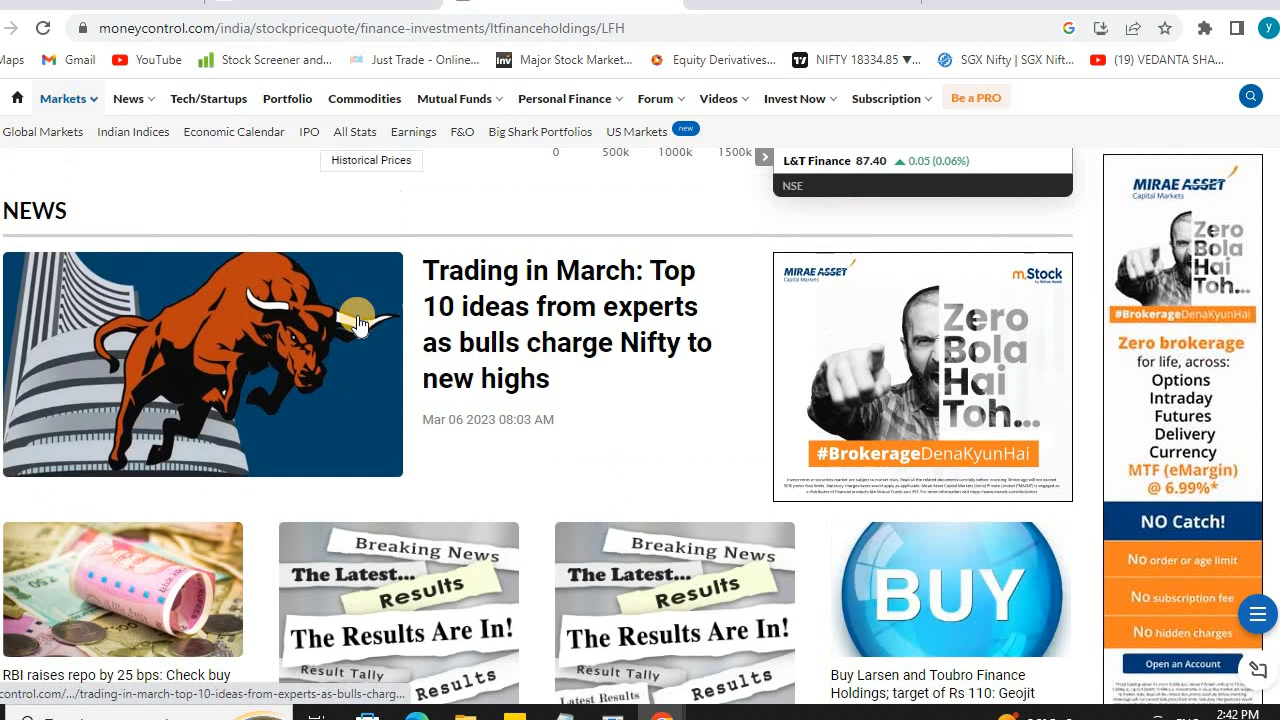 moneycontrol.com/india/stockpricequote/finance-investments/ltfinanceholdings/LFH
Maps Gmail YouTube Stock Screener and... Just Trade - Online... Major Stock Market... Equity Derivatives... NIFTY 18334.85 ▼... SGX Nifty | SGX Nift... (19) VEDANTA SHA...
Markets News Tech/Startups Portfolio Commodities Mutual Funds Personal Finance Forum Videos Invest Now Subscription Be a PRO
Global Markets Indian Indices Economic Calendar IPO All Stats Earnings F&O Big Shark Portfolios US Markets new
Historical Prices
0 500k 1000k 1500k
L&T Finance 87.40 ▲ 0.05 (0.06%)
NSE
NEWS
Trading in March: Top
10 ideas from experts
as bulls charge Nifty to
new highs
Mar 06 2023 08:03 AM
MIRAE ASSET
Capital Markets
m.Stock
Zero
Bola
Hai
Toh...
#BrokerageDenaKyunHai
MIRAE ASSET
Capital Markets
Zero
Bola
Hai
Toh...
#BrokerageDenaKyunHai
Zero brokerage
for life, across:
Options
Intraday
Futures
Delivery
Currency
MTF (eMargin)
@ 6.99%*
NO Catch!
No order or age limit
No subscription fee
No hidden charges
Open an Account
Breaking News
The Latest...
Results
The Results Are In!
Result Tally
Results
Breaking News
The Latest...
Results
The Results Are In!
Result Tally
Latest Results
Results
BUY
RBI raises repo by 25 bps: Check buy
Buy Larsen and Toubro Finance
Holdings; target of Rs 110: Geojit
control.com/.../trading-in-march-top-10-ideas-from-experts-as-bulls-charg...
2:42 PM